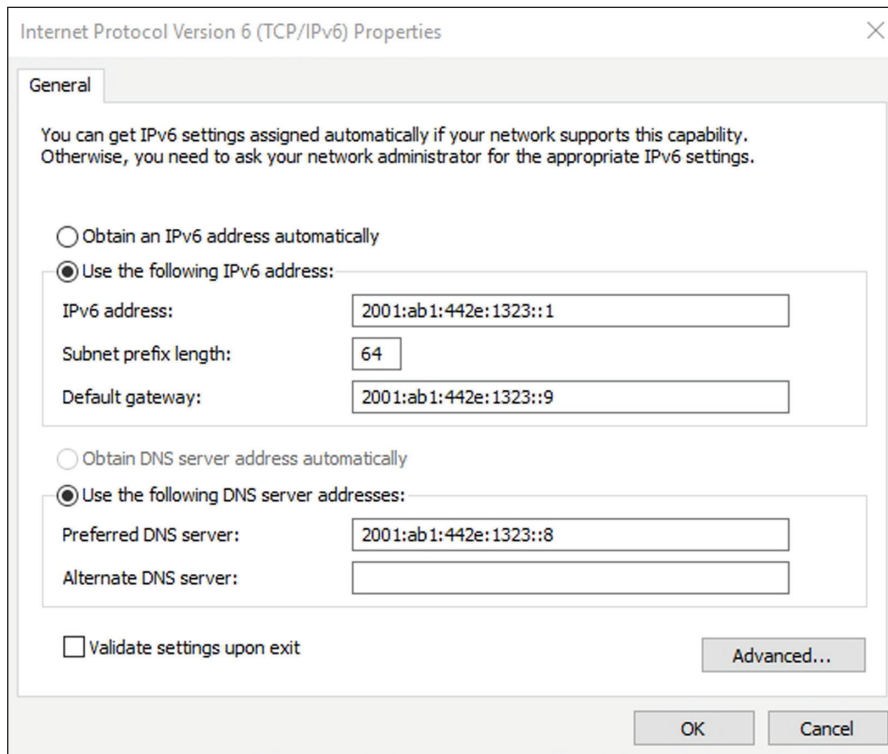 Internet Protocol Version 6 (TCP/IPv6) Properties
General
You can get IPv6 settings assigned automatically if your network supports this capability.
Otherwise, you need to ask your network administrator for the appropriate IPv6 settings.
Obtain an IPv6 address automatically
Use the following IPv6 address:
IPv6 address: 2001:ab1:442e:1323::1
Subnet prefix length: 64
Default gateway: 2001:ab1:442e:1323::9
Obtain DNS server address automatically
Use the following DNS server addresses:
Preferred DNS server: 2001:ab1:442e:1323::8
Alternate DNS server:
Validate settings upon exit
Advanced...
OK Cancel